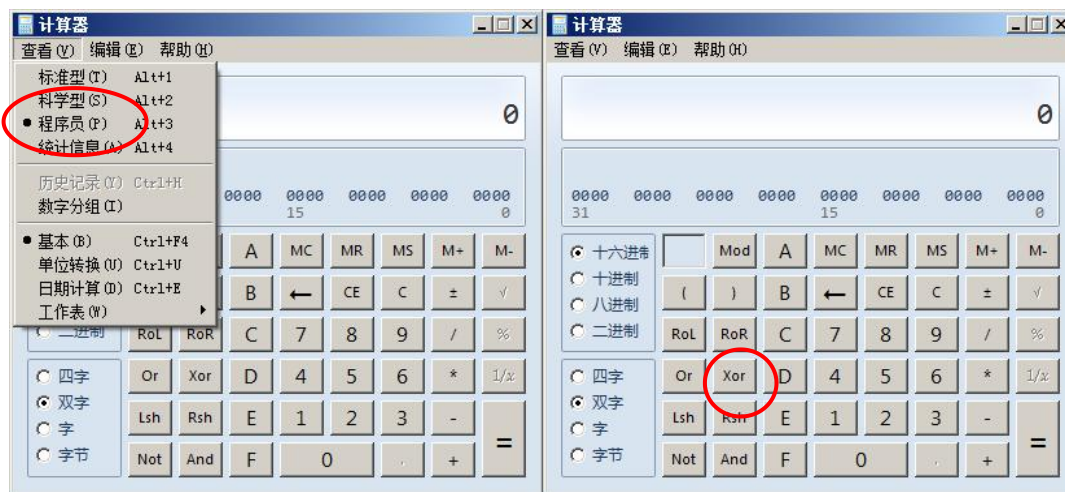 计算器
查看(V) 编辑(E) 帮助(H)
标准型(T) Alt+1
科学型(S) Alt+2
程序员(P) Alt+3
统计信息(A) Alt+4
历史记录(Y) Ctrl+H
数字分组(I)
基本(B) Ctrl+F4
单位转换(U) Ctrl+U
日期计算(D) Ctrl+E
工作表(W)
0
0000 0000 0000 0000 0000
15 0
A MC MR MS M+ M-
B ← CE C ± √
二进制 RoL RoR C 7 8 9 / %
四字 Or Xor D 4 5 6 * 1/x
双字
字 Lsh Rsh E 1 2 3 - =
字节 Not And F 0 . +
计算器
查看(V) 编辑(E) 帮助(H)
0
0000 0000 0000 0000 0000 0000 0000 0000
31 15 0
十六进制 Mod A MC MR MS M+ M-
十进制
八进制 ( ) B ← CE C ± √
二进制 RoL RoR C 7 8 9 / %
四字 Or Xor D 4 5 6 * 1/x
双字
字 Lsh Rsh E 1 2 3 - =
字节 Not And F 0 . +